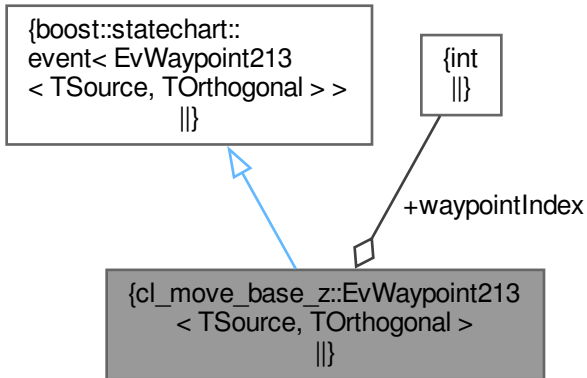 {boost::statechart::
event< EvWaypoint213
< TSource, TOrthogonal > >
||}
{int
||}
+waypointIndex
{cl_move_base_z::EvWaypoint213
< TSource, TOrthogonal >
||}